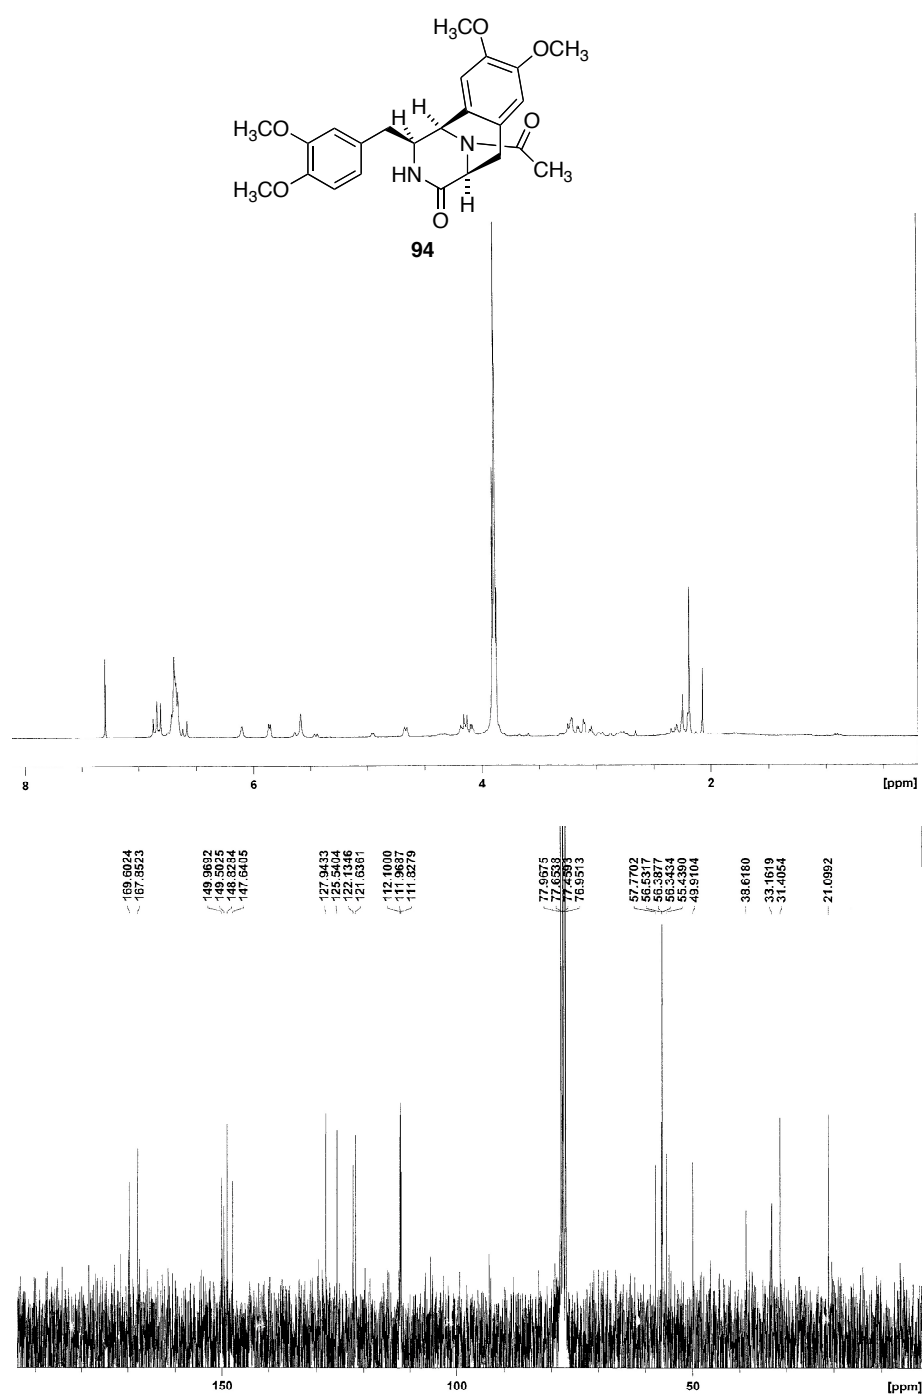 H3CO
OCH3
O
H H
H3CO
N
CH3
HN
H3CO
H
O
94
8 6 4 2 [ppm]
169.6024
167.8523
149.9692
149.5025
148.8284
147.6405
127.9433
125.5404
122.1346
121.6361
112.1000
111.9687
111.8279
77.9675
77.6538
77.4593
76.9513
57.7702
56.5317
56.3877
56.3434
55.4390
49.9104
38.6180
33.1619
31.4054
21.0992
150 100 50 [ppm]